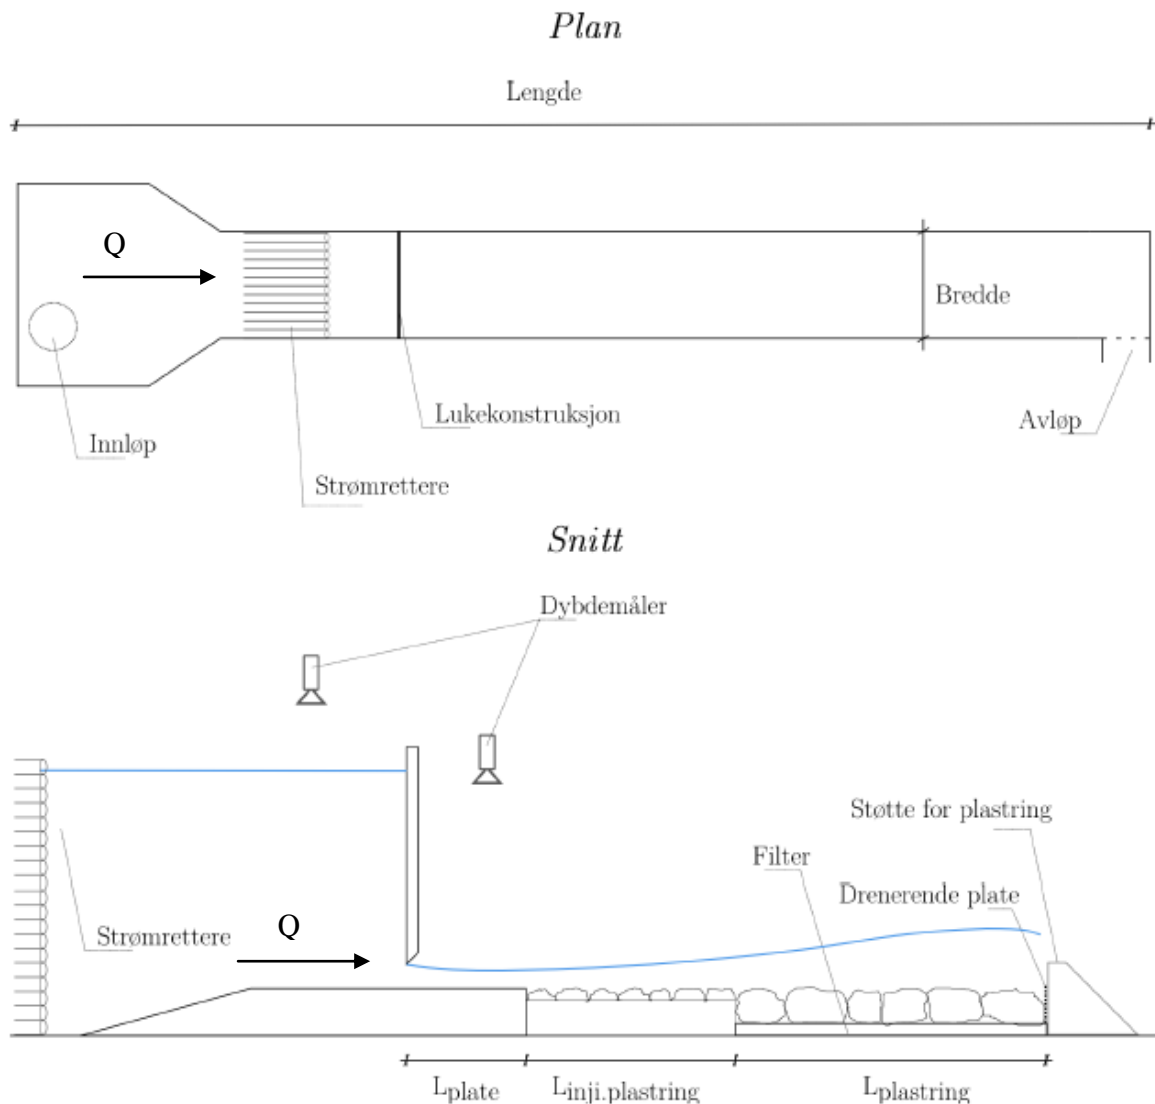 Plan
Lengde
Q
Bredde
Lukekonstruksjon
Avløp
Innløp
Strømrettere
Snitt
Dybdemåler
Støtte for plastring
Filter
Drenerende plate
Q
Strømrettere
Lplate
Linji.plastring
Lplastring